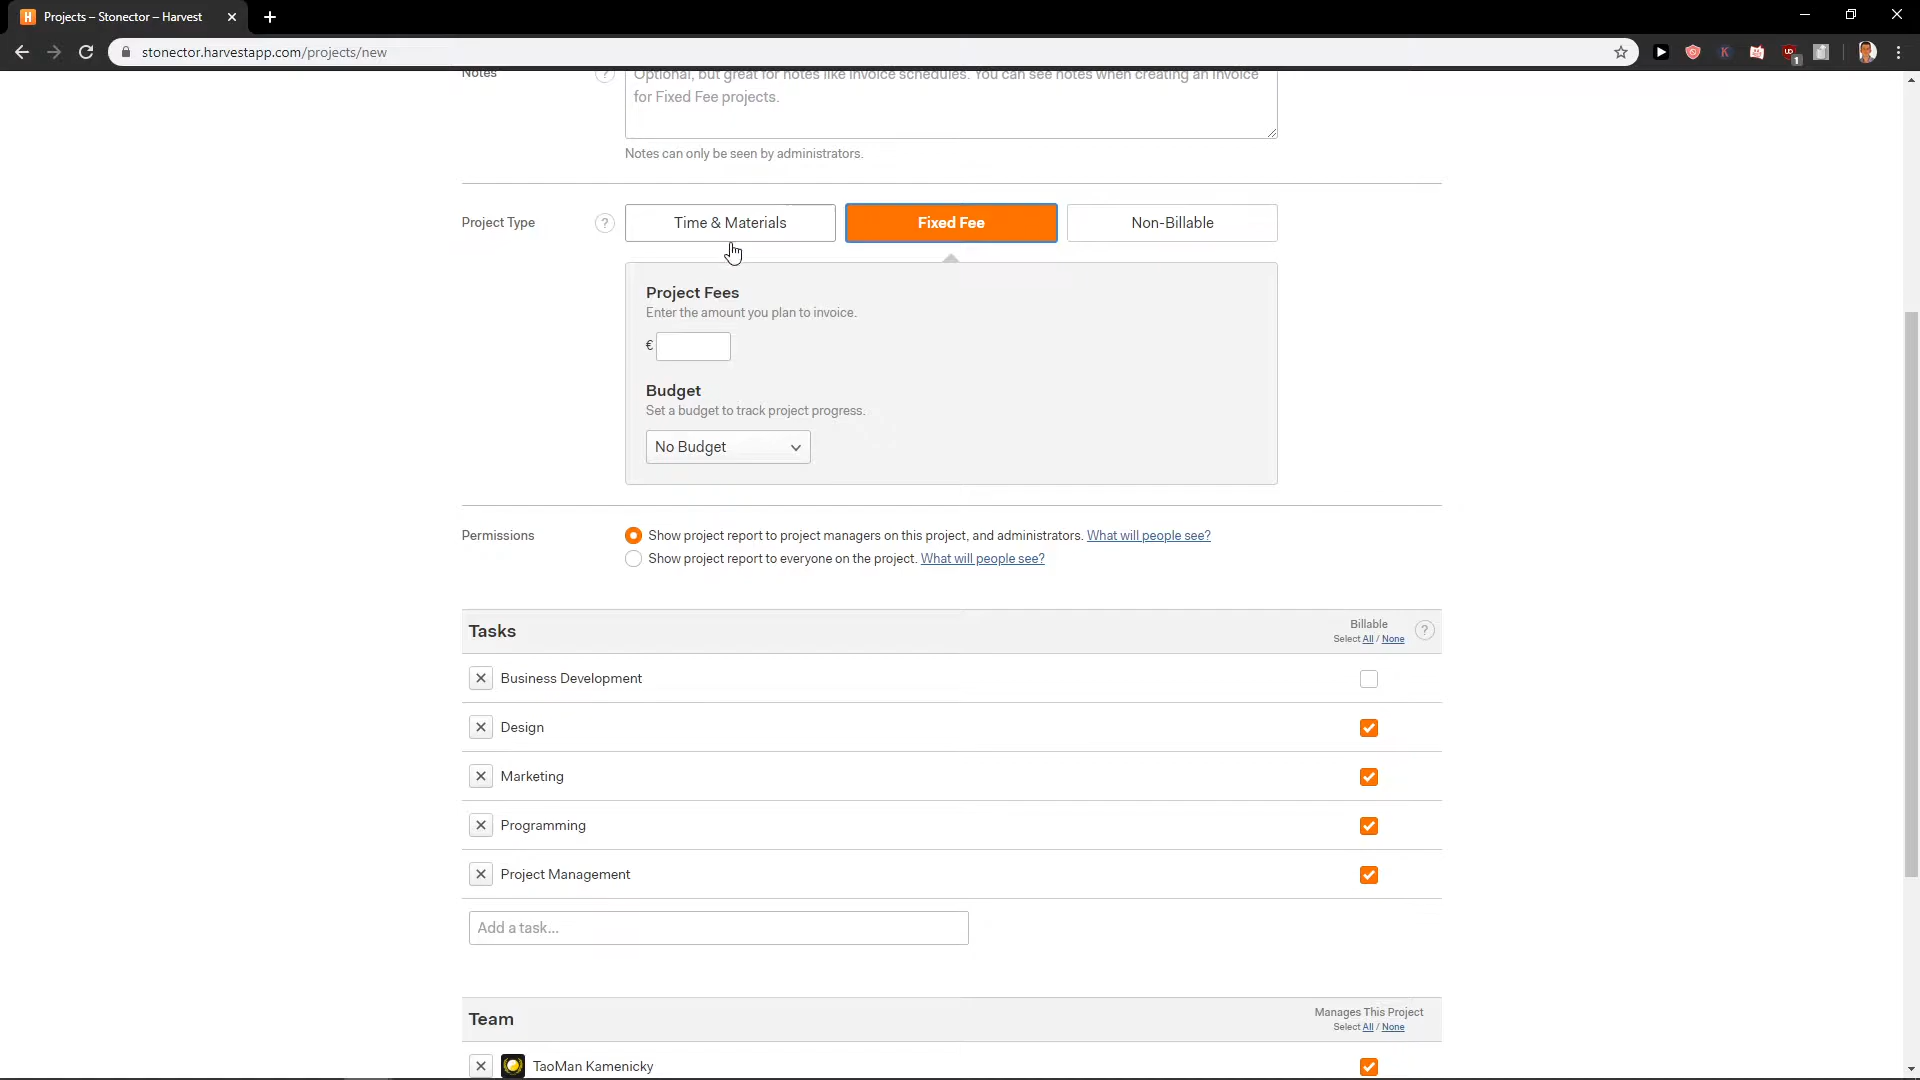 Projects – Stonector – Harvest
stonector.harvestapp.com/projects/new
Notes
Optional, but great for notes like invoice schedules. You can see notes when creating an invoice
for Fixed Fee projects.
Notes can only be seen by administrators.
Project Type
?
Time & Materials
Fixed Fee
Non-Billable
Project Fees
Enter the amount you plan to invoice.
€
Budget
Set a budget to track project progress.
No Budget
Permissions
Show project report to project managers on this project, and administrators. What will people see?
Show project report to everyone on the project. What will people see?
Tasks
Billable
Select All / None
?
Business Development
Design
Marketing
Programming
Project Management
Add a task...
Team
Manages This Project
Select All / None
TaoMan Kamenicky